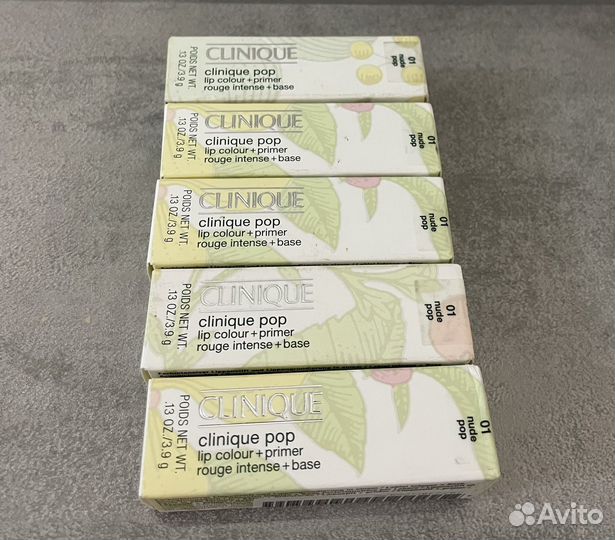 POIDS NET WT.
.13 OZ/3.9 g
CLINIQUE
clinique pop
lip colour+primer
rouge intense+base
01
nude
pop
POIDS NET WT.
.13 OZ/3.9 g
CLINIQUE
clinique pop
lip colour+primer
rouge intense+base
01
nude
pop
POIDS NET WT.
.13 OZ/3.9 g
CLINIQUE
clinique pop
lip colour+primer
rouge intense+base
01
nude
pop
POIDS NET WT.
.13 OZ/3.9 g
CLINIQUE
clinique pop
lip colour+primer
rouge intense+base
01
nude
pop
POIDS NET WT.
.13 OZ/3.9 g
CLINIQUE
clinique pop
lip colour+primer
rouge intense+base
01
nude
pop
Avito